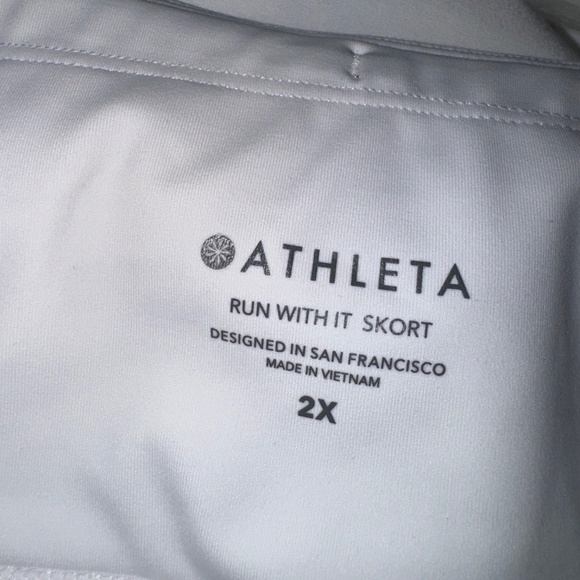 ATHLETA
RUN WITH IT SKORT
DESIGNED IN SAN FRANCISCO
MADE IN VIETNAM
2X